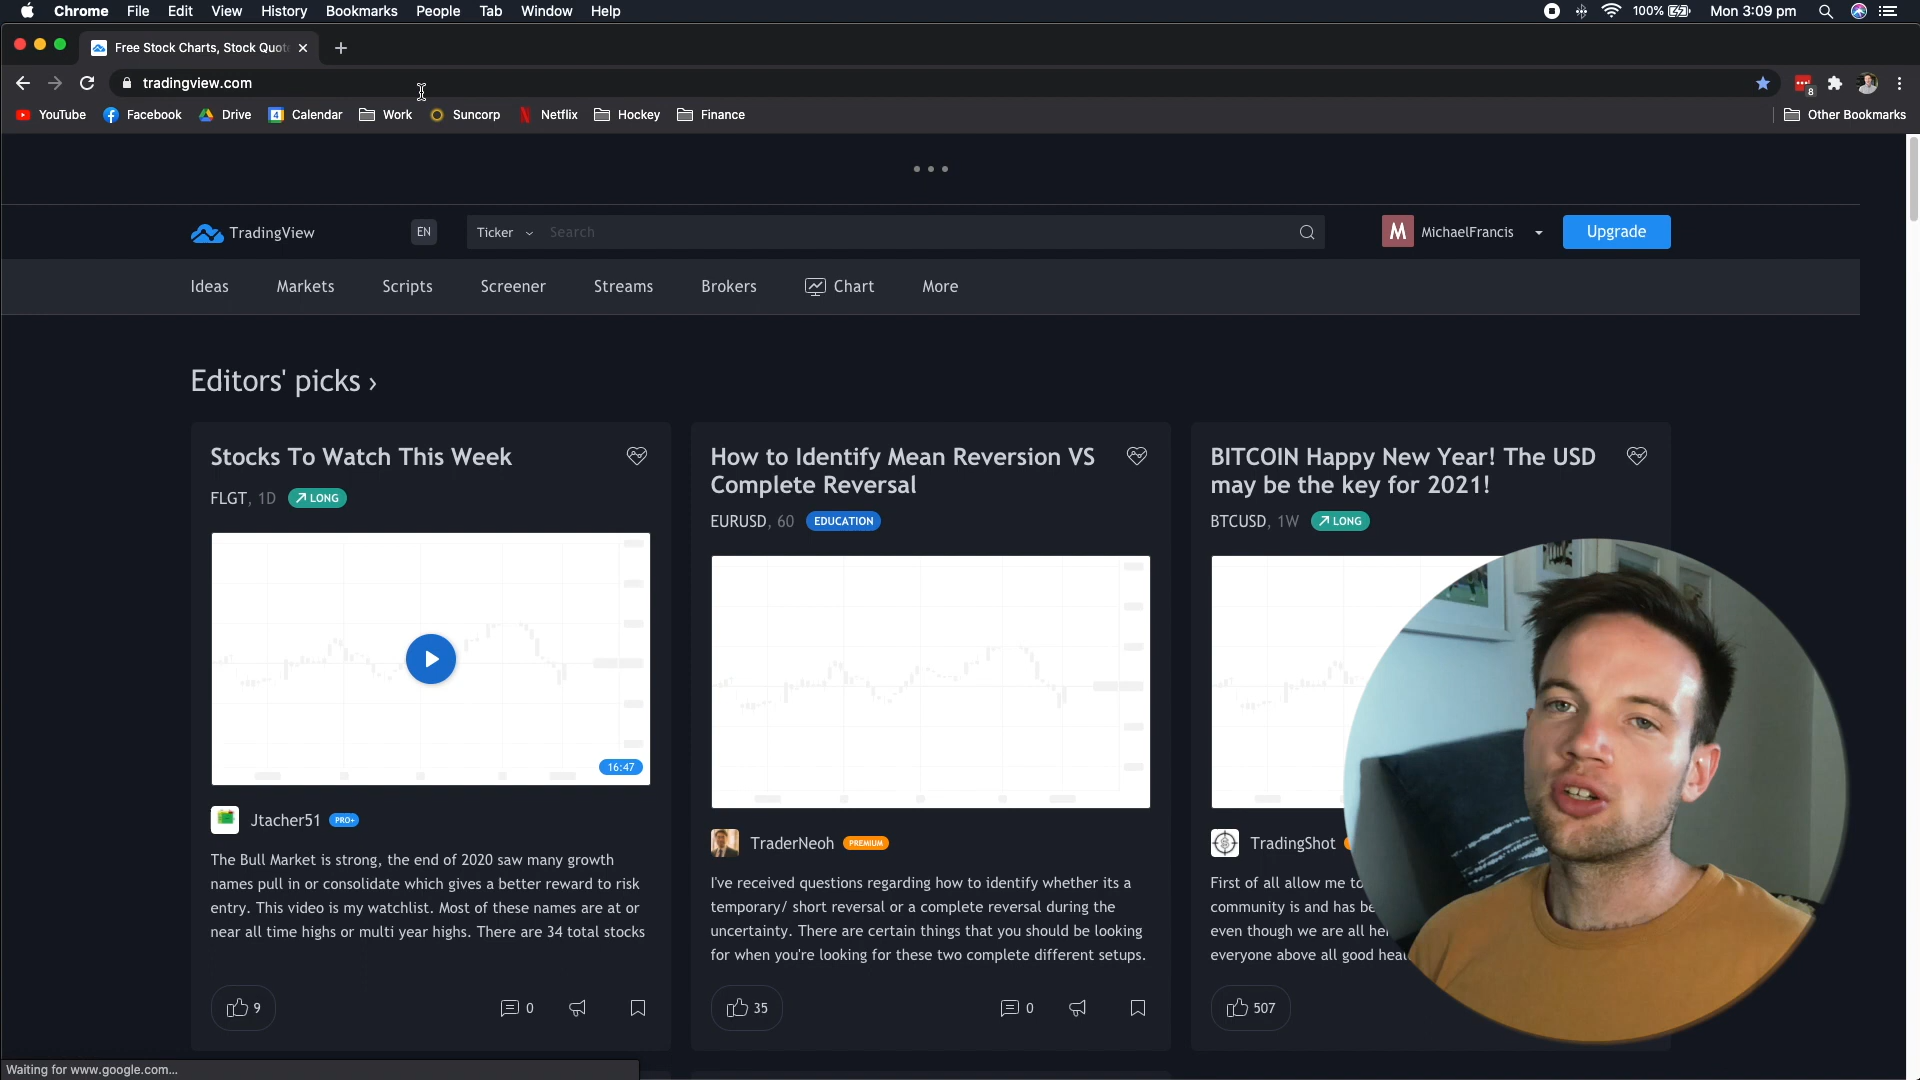 Chrome File Edit View History Bookmarks People Tab Window Help 100% Mon 3:09 pm
Free Stock Charts, Stock Quot
tradingview.com
8
YouTube Facebook Drive 4 Calendar Work Suncorp Netflix Hockey Finance Other Bookmarks
TradingView EN Ticker Search M MichaelFrancis Upgrade
Ideas Markets Scripts Screener Streams Brokers Chart More
Editors' picks ›
Stocks To Watch This Week
FLGT, 1D LONG
16:47
Jtacher51 PRO+
The Bull Market is strong, the end of 2020 saw many growth
names pull in or consolidate which gives a better reward to risk
entry. This video is my watchlist. Most of these names are at or
near all time highs or multi year highs. There are 34 total stocks
9 0
How to Identify Mean Reversion VS
Complete Reversal
EURUSD, 60 EDUCATION
TraderNeoh PREMIUM
I've received questions regarding how to identify whether its a
temporary/ short reversal or a complete reversal during the
uncertainty. There are certain things that you should be looking
for when you're looking for these two complete different setups.
35 0
BITCOIN Happy New Year! The USD
may be the key for 2021!
BTCUSD, 1W LONG
TradingShot
First of all allow me to
community is and has be
even though we are all he
everyone above all good heal
507
Waiting for www.google.com...